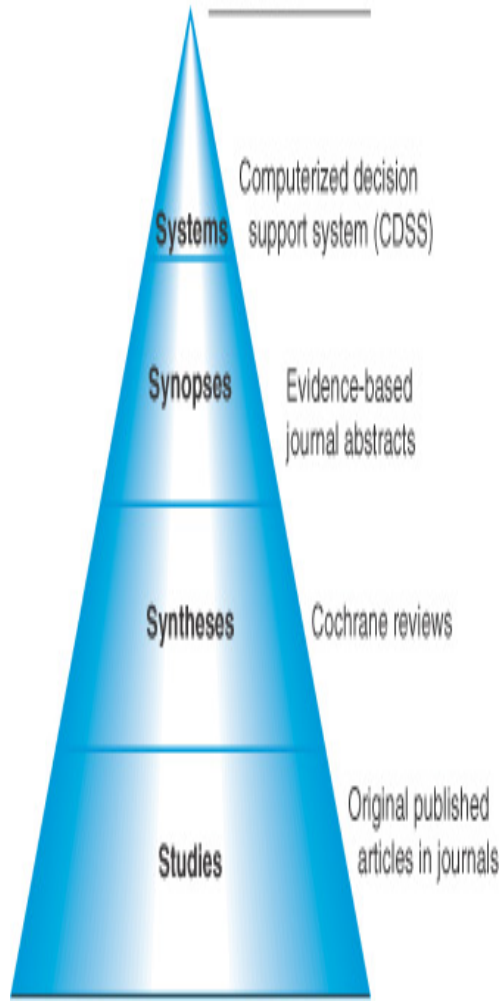 Computerized decision
Systems support system (CDSS)
Synopses
Evidence-based
journal abstracts
Syntheses
Cochrane reviews
Original published
articles in journals
Studies